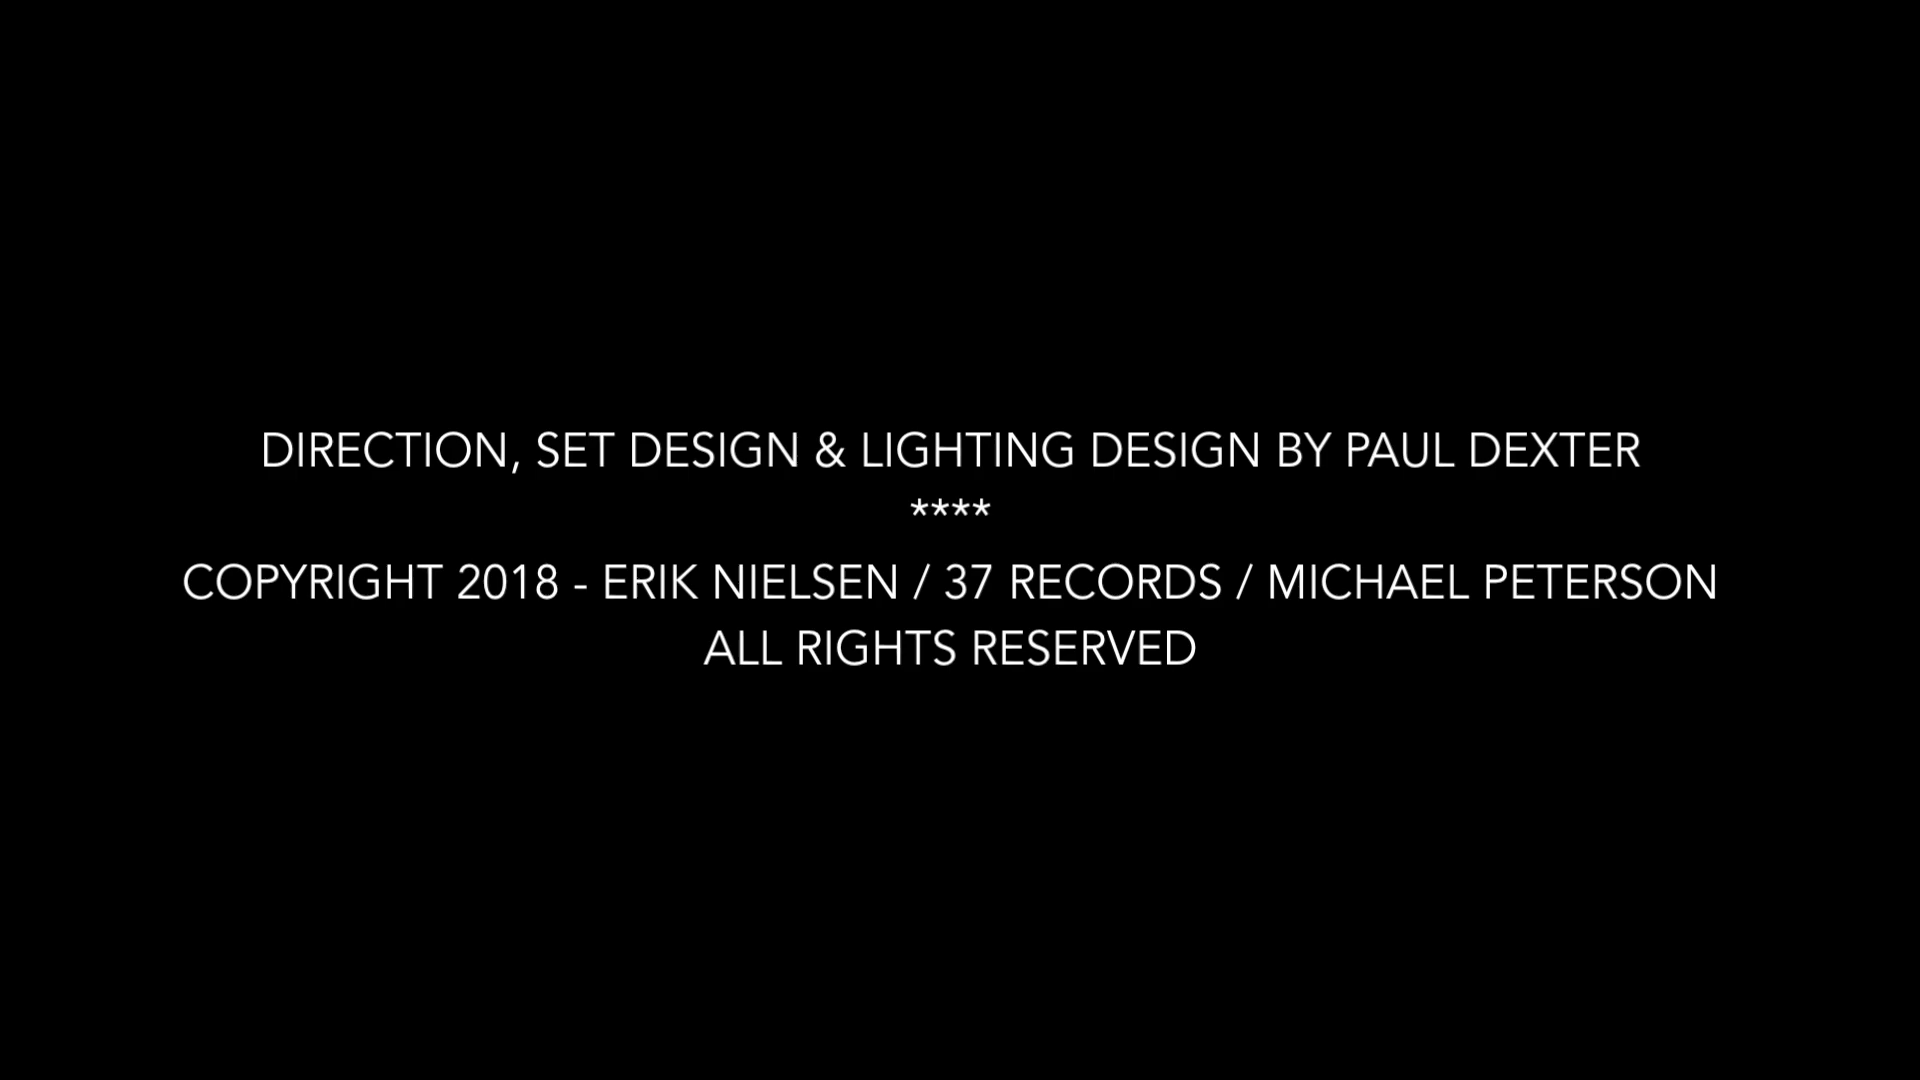 DIRECTION, SET DESIGN & LIGHTING DESIGN BY PAUL DEXTER
****
COPYRIGHT 2018 - ERIK NIELSEN / 37 RECORDS / MICHAEL PETERSON
ALL RIGHTS RESERVED